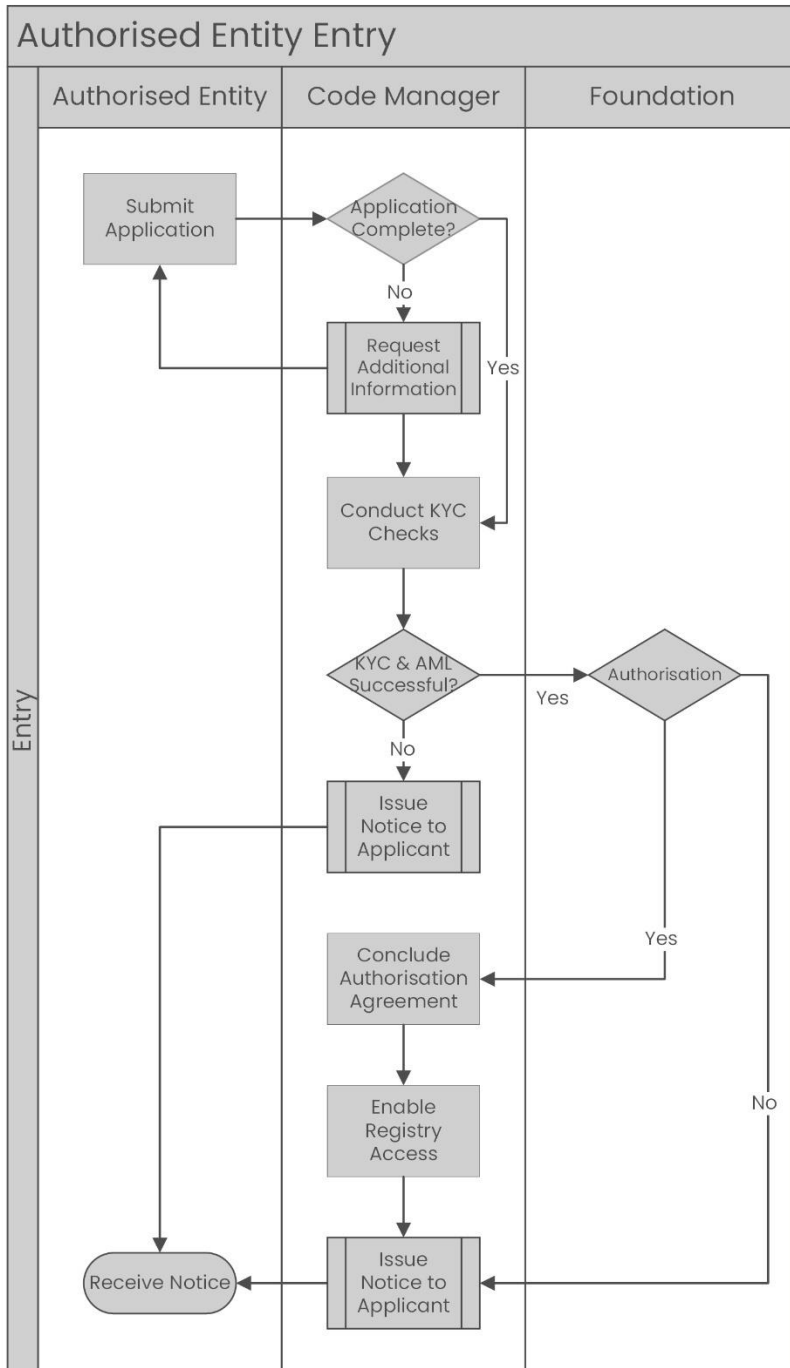 Authorised Entity Entry
Authorised Entity
Code Manager
Foundation
Entry
Submit
Application
Application
Complete?
No
Request
Additional
Information
Yes
Conduct KYC
Checks
KYC & AML
Successful?
Yes
Authorisation
No
Issue
Notice to
Applicant
Yes
Conclude
Authorisation
Agreement
Enable
Registry
Access
No
Issue
Notice to
Applicant
Receive Notice